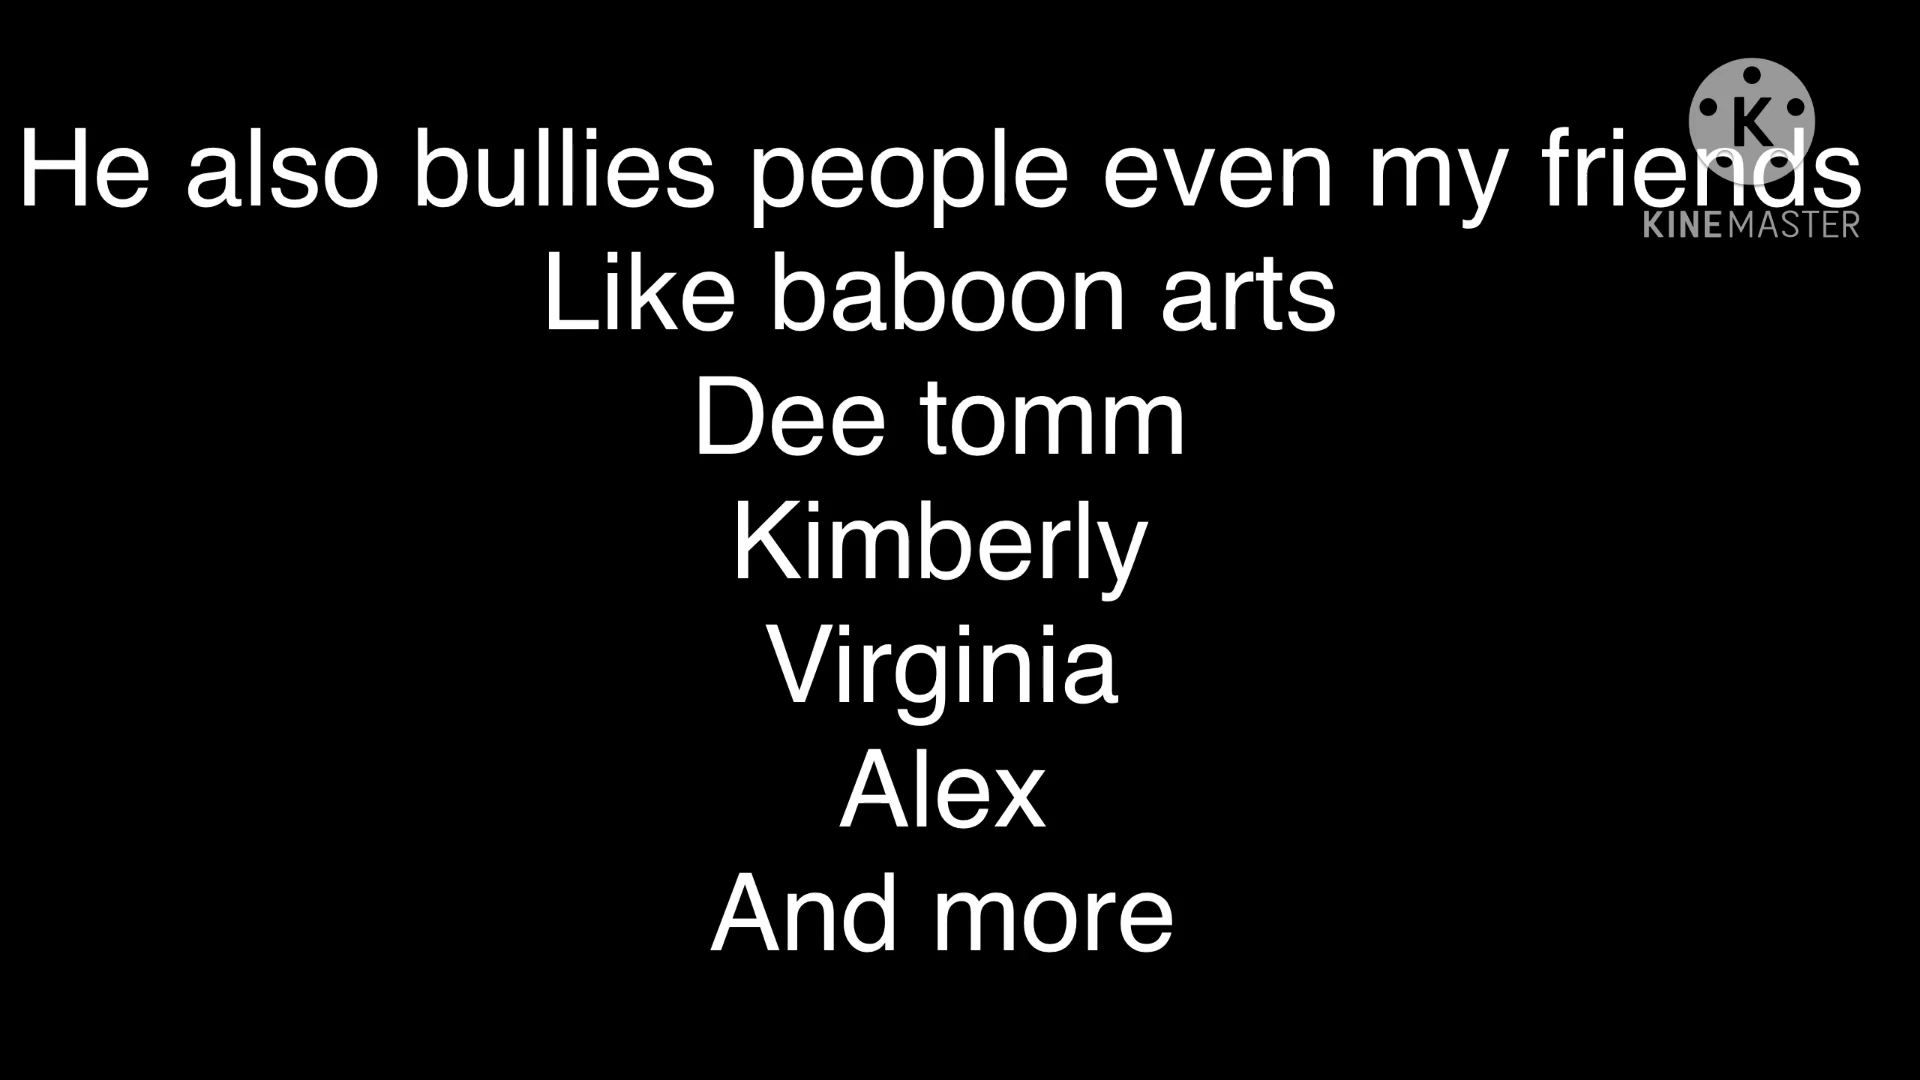 He also bullies people even my friends
KINEMASTER
Like baboon arts
Dee tomm
Kimberly
Virginia
Alex
And more